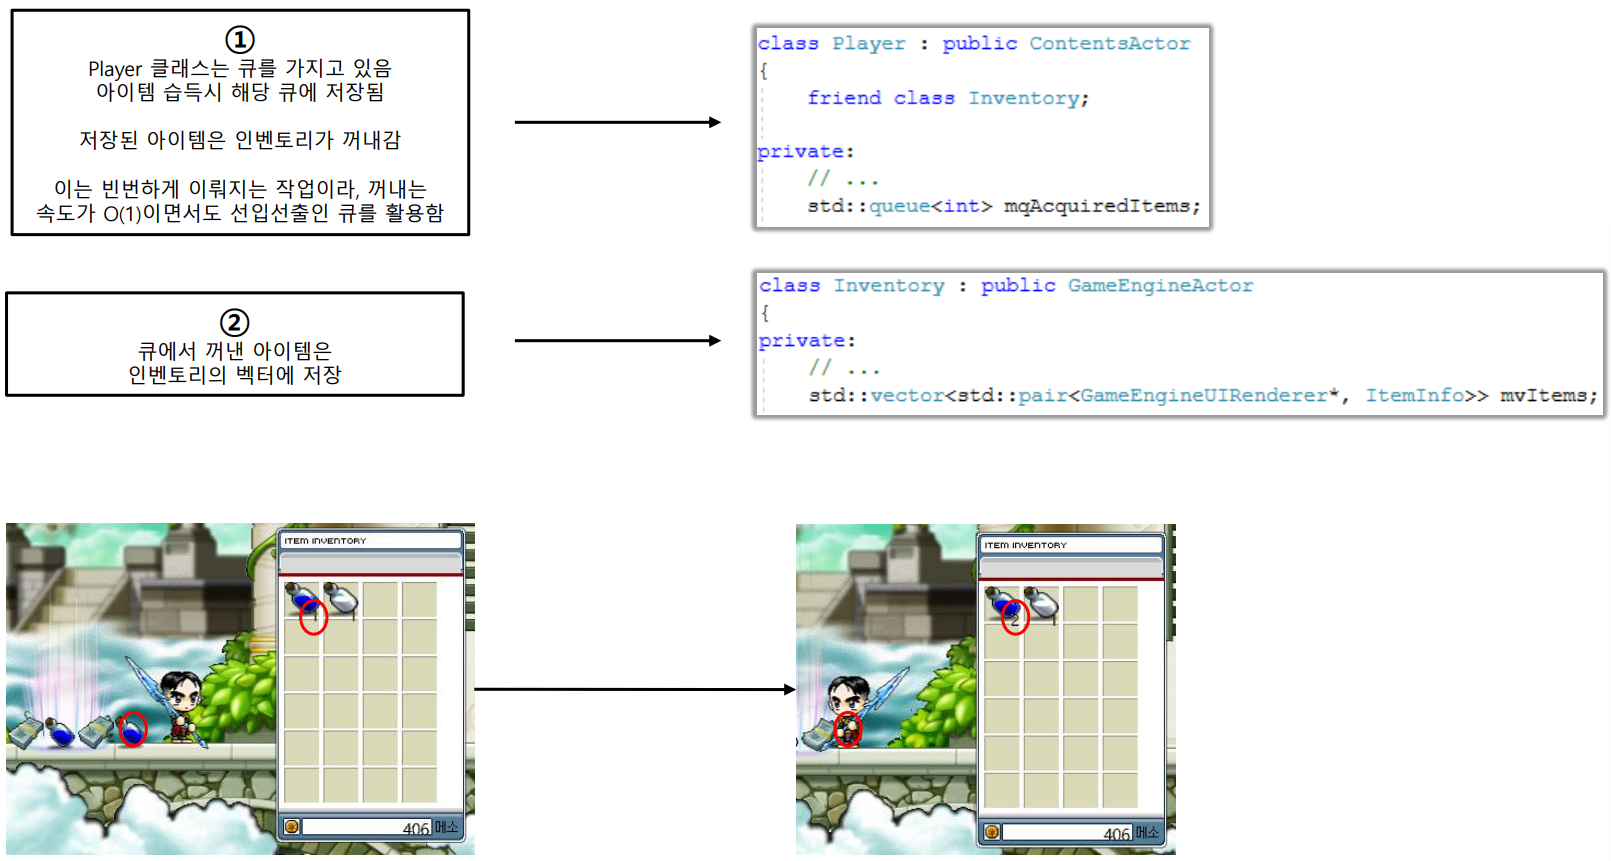 ①
Player 클래스는 큐를 가지고 있음
아이템 습득시 해당 큐에 저장됨
저장된 아이템은 인벤토리가 꺼내감
이는 빈번하게 이뤄지는 작업이라, 꺼내는
속도가 O(1)이면서도 선입선출인 큐를 활용함
class Player : public ContentsActor
{
friend class Inventory;
private:
// ...
std::queue<int> mqAcquiredItems;
②
큐에서 꺼낸 아이템은
인벤토리의 벡터에 저장
class Inventory : public GameEngineActor
{
private:
// ...
std::vector<std::pair<GameEngineUIRenderer*, ItemInfo>> mvItems;
ITEM INVENTORY
1 1
406 메소
ITEM INVENTORY
2 1
406 메소